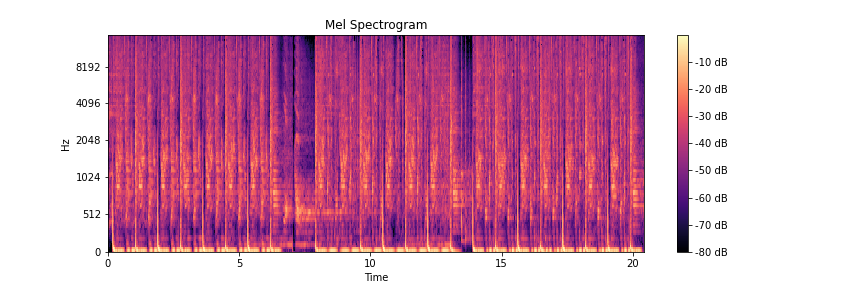 Mel Spectrogram
Hz
8192
4096
2048
1024
512
0
0
5
10
15
20
Time
-10 dB
-20 dB
-30 dB
-40 dB
-50 dB
-60 dB
-70 dB
-80 dB